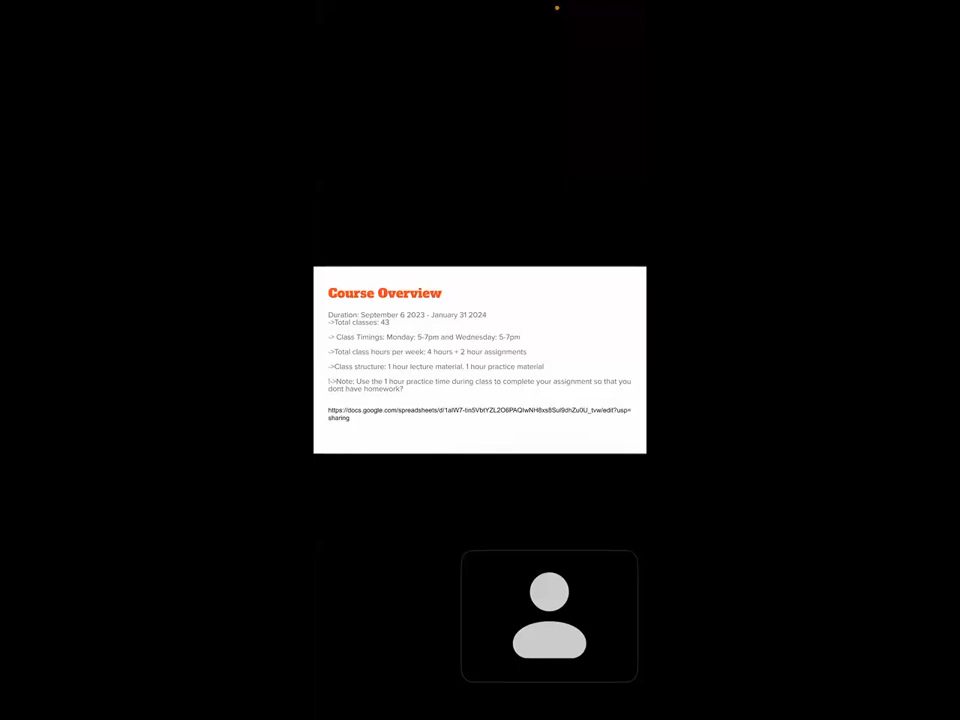 Course Overview
Duration: September 6 2023 - January 31 2024
->Total classes: 43
-> Class Timings: Monday: 5-7pm and Wednesday: 5-7pm
->Total class hours per week: 4 hours + 2 hour assignments
->Class structure: 1 hour lecture material. 1 hour practice material
!->Note: Use the 1 hour practice time during class to complete your assignment so that you
dont have homework?
sharing